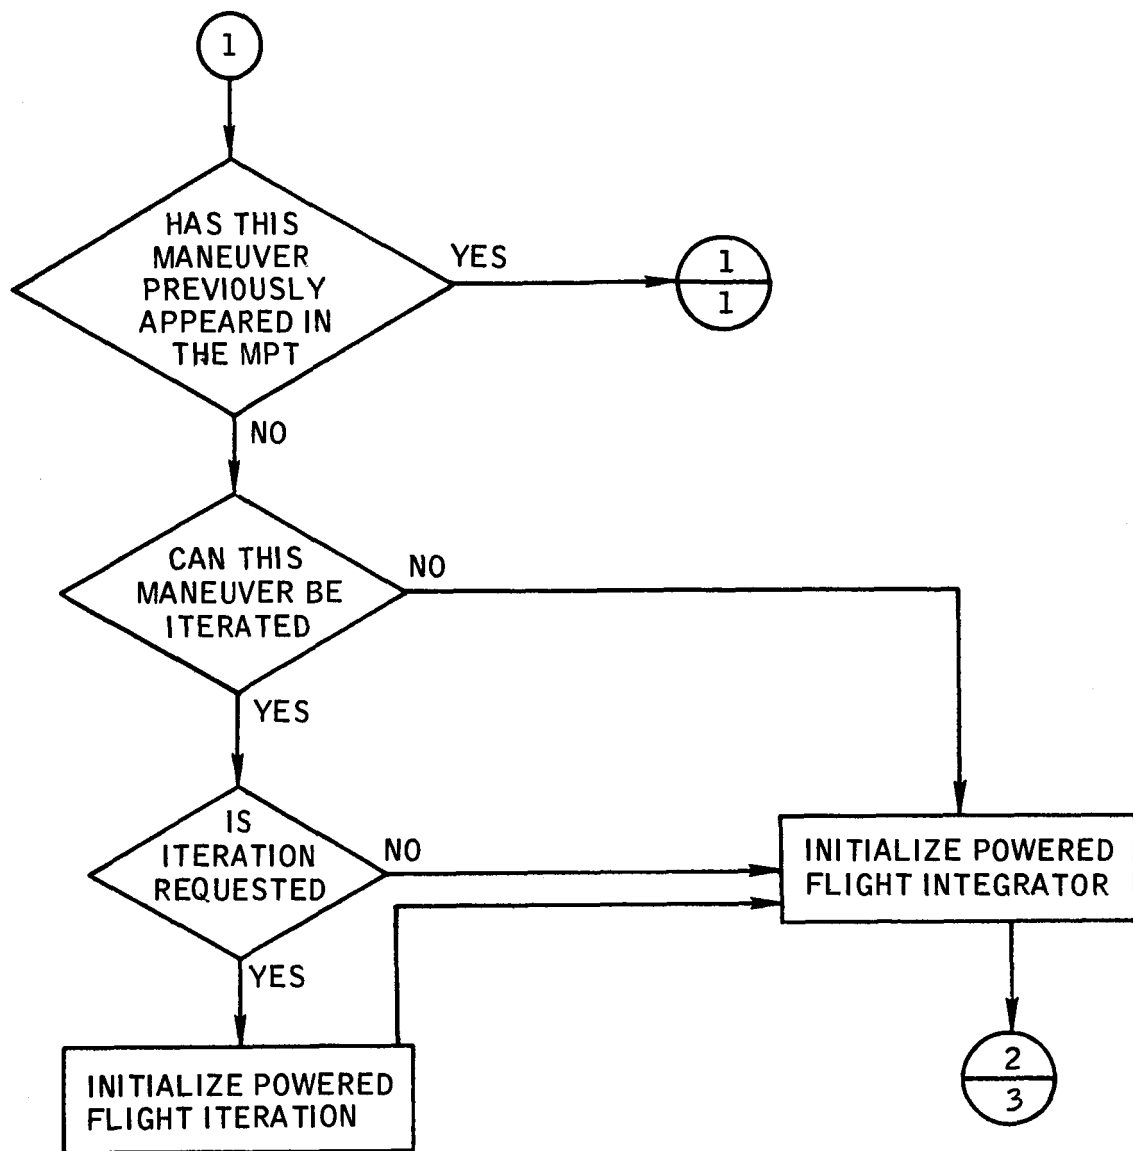 1
HAS THIS
MANEUVER
PREVIOUSLY
APPEARED IN
THE MPT
YES
1
1
NO
CAN THIS
MANEUVER BE
ITERATED
NO
YES
IS
ITERATION
REQUESTED
NO
YES
INITIALIZE POWERED
FLIGHT INTEGRATOR
INITIALIZE POWERED
FLIGHT ITERATION
2
3